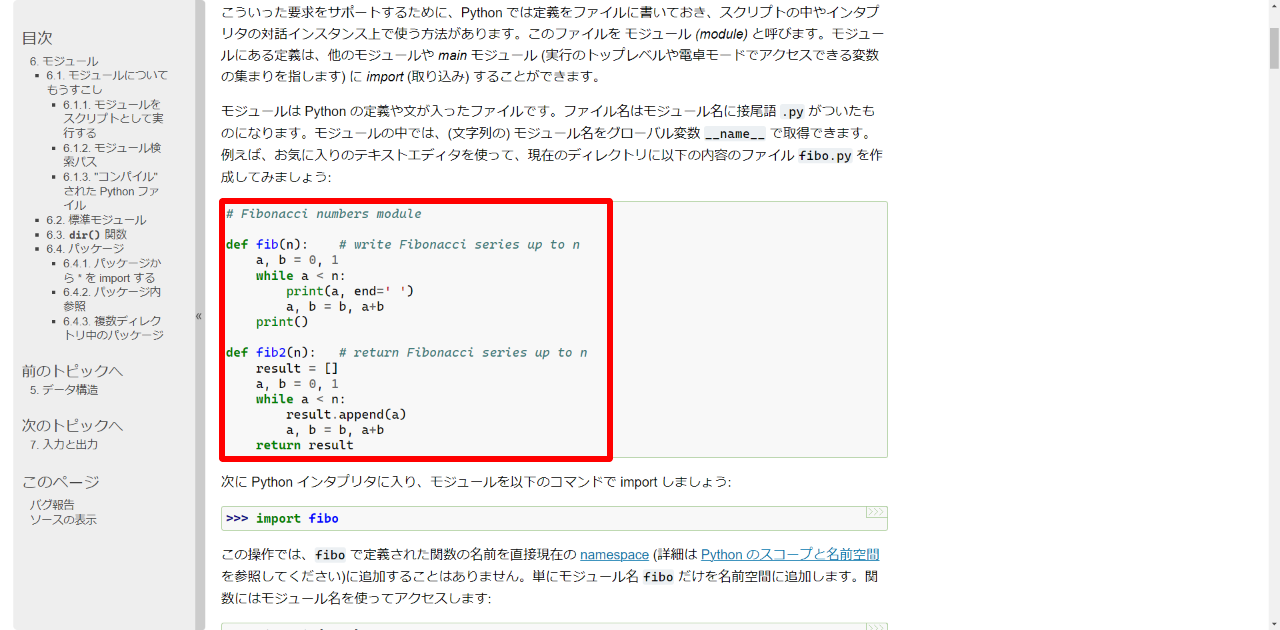 目次
6. モジュール
6.1. モジュールについて
もうすこし
6.1.1. モジュールを
スクリプトとして実
行する
6.1.2. モジュール検
索パス
6.1.3. "コンパイル"
された Python ファ
イル
6.2. 標準モジュール
6.3. dir() 関数
6.4. パッケージ
6.4.1. パッケージか
ら * を import する
6.4.2. パッケージ内
参照
6.4.3. 複数ディレク
トリ中のパッケージ
前のトピックへ
5. データ構造
次のトピックへ
7. 入力と出力
このページ
バグ報告
ソースの表示
«
こういった要求をサポートするために、Python では定義をファイルに書いておき、スクリプトの中やインタプ
リタの対話インスタンス上で使う方法があります。このファイルを モジュール (module) と呼びます。モジュー
ルにある定義は、他のモジュールや main モジュール (実行のトップレベルや電卓モードでアクセスできる変数
の集まりを指します) に import (取り込み) することができます。
モジュールは Python の定義や文が入ったファイルです。ファイル名はモジュール名に接尾語 .py がついたも
のになります。モジュールの中では、(文字列の) モジュール名をグローバル変数 __name__ で取得できます。
例えば、お気に入りのテキストエディタを使って、現在のディレクトリに以下の内容のファイル fibo.py を作
成してみましょう:
# Fibonacci numbers module
def fib(n):    # write Fibonacci series up to n
    a, b = 0, 1
    while a < n:
        print(a, end=' ')
        a, b = b, a+b
    print()
def fib2(n):   # return Fibonacci series up to n
    result = []
    a, b = 0, 1
    while a < n:
        result.append(a)
        a, b = b, a+b
    return result
次に Python インタプリタに入り、モジュールを以下のコマンドで import しましょう:
>>>
>>> import fibo
この操作では、fibo で定義された関数の名前を直接現在の namespace (詳細は Python のスコープと名前空間
を参照してください)に追加することはありません。単にモジュール名 fibo だけを名前空間に追加します。関
数にはモジュール名を使ってアクセスします:
>>>